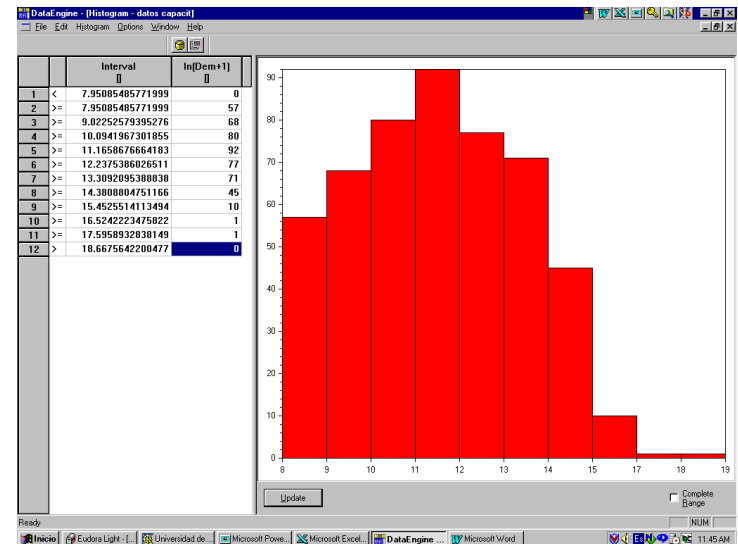 DataEngine - [Histogram - datos capacit]
File Edit Histogram Options Window Help
Interval ln(Dem+1)
[] []
1 < 7.95085485771999 0
2 >= 7.95085485771999 57
3 >= 9.02252579395276 68
4 >= 10.0941967301855 80
5 >= 11.1658676664183 92
6 >= 12.2375386026511 77
7 >= 13.3092095388838 71
8 >= 14.3808804751166 45
9 >= 15.4525514113494 10
10 >= 16.5242223475822 1
11 >= 17.5958932838149 1
12 > 18.6675642200477 0
90
80
70
60
50
40
30
20
10
0
8 9 10 11 12 13 14 15 17 18 19
Update
Complete Range
Ready NUM
Inicio Eudora Light - [... Universidad de ... Microsoft Powe... Microsoft Excel... DataEngine ... Microsoft Word Es 11:45 AM